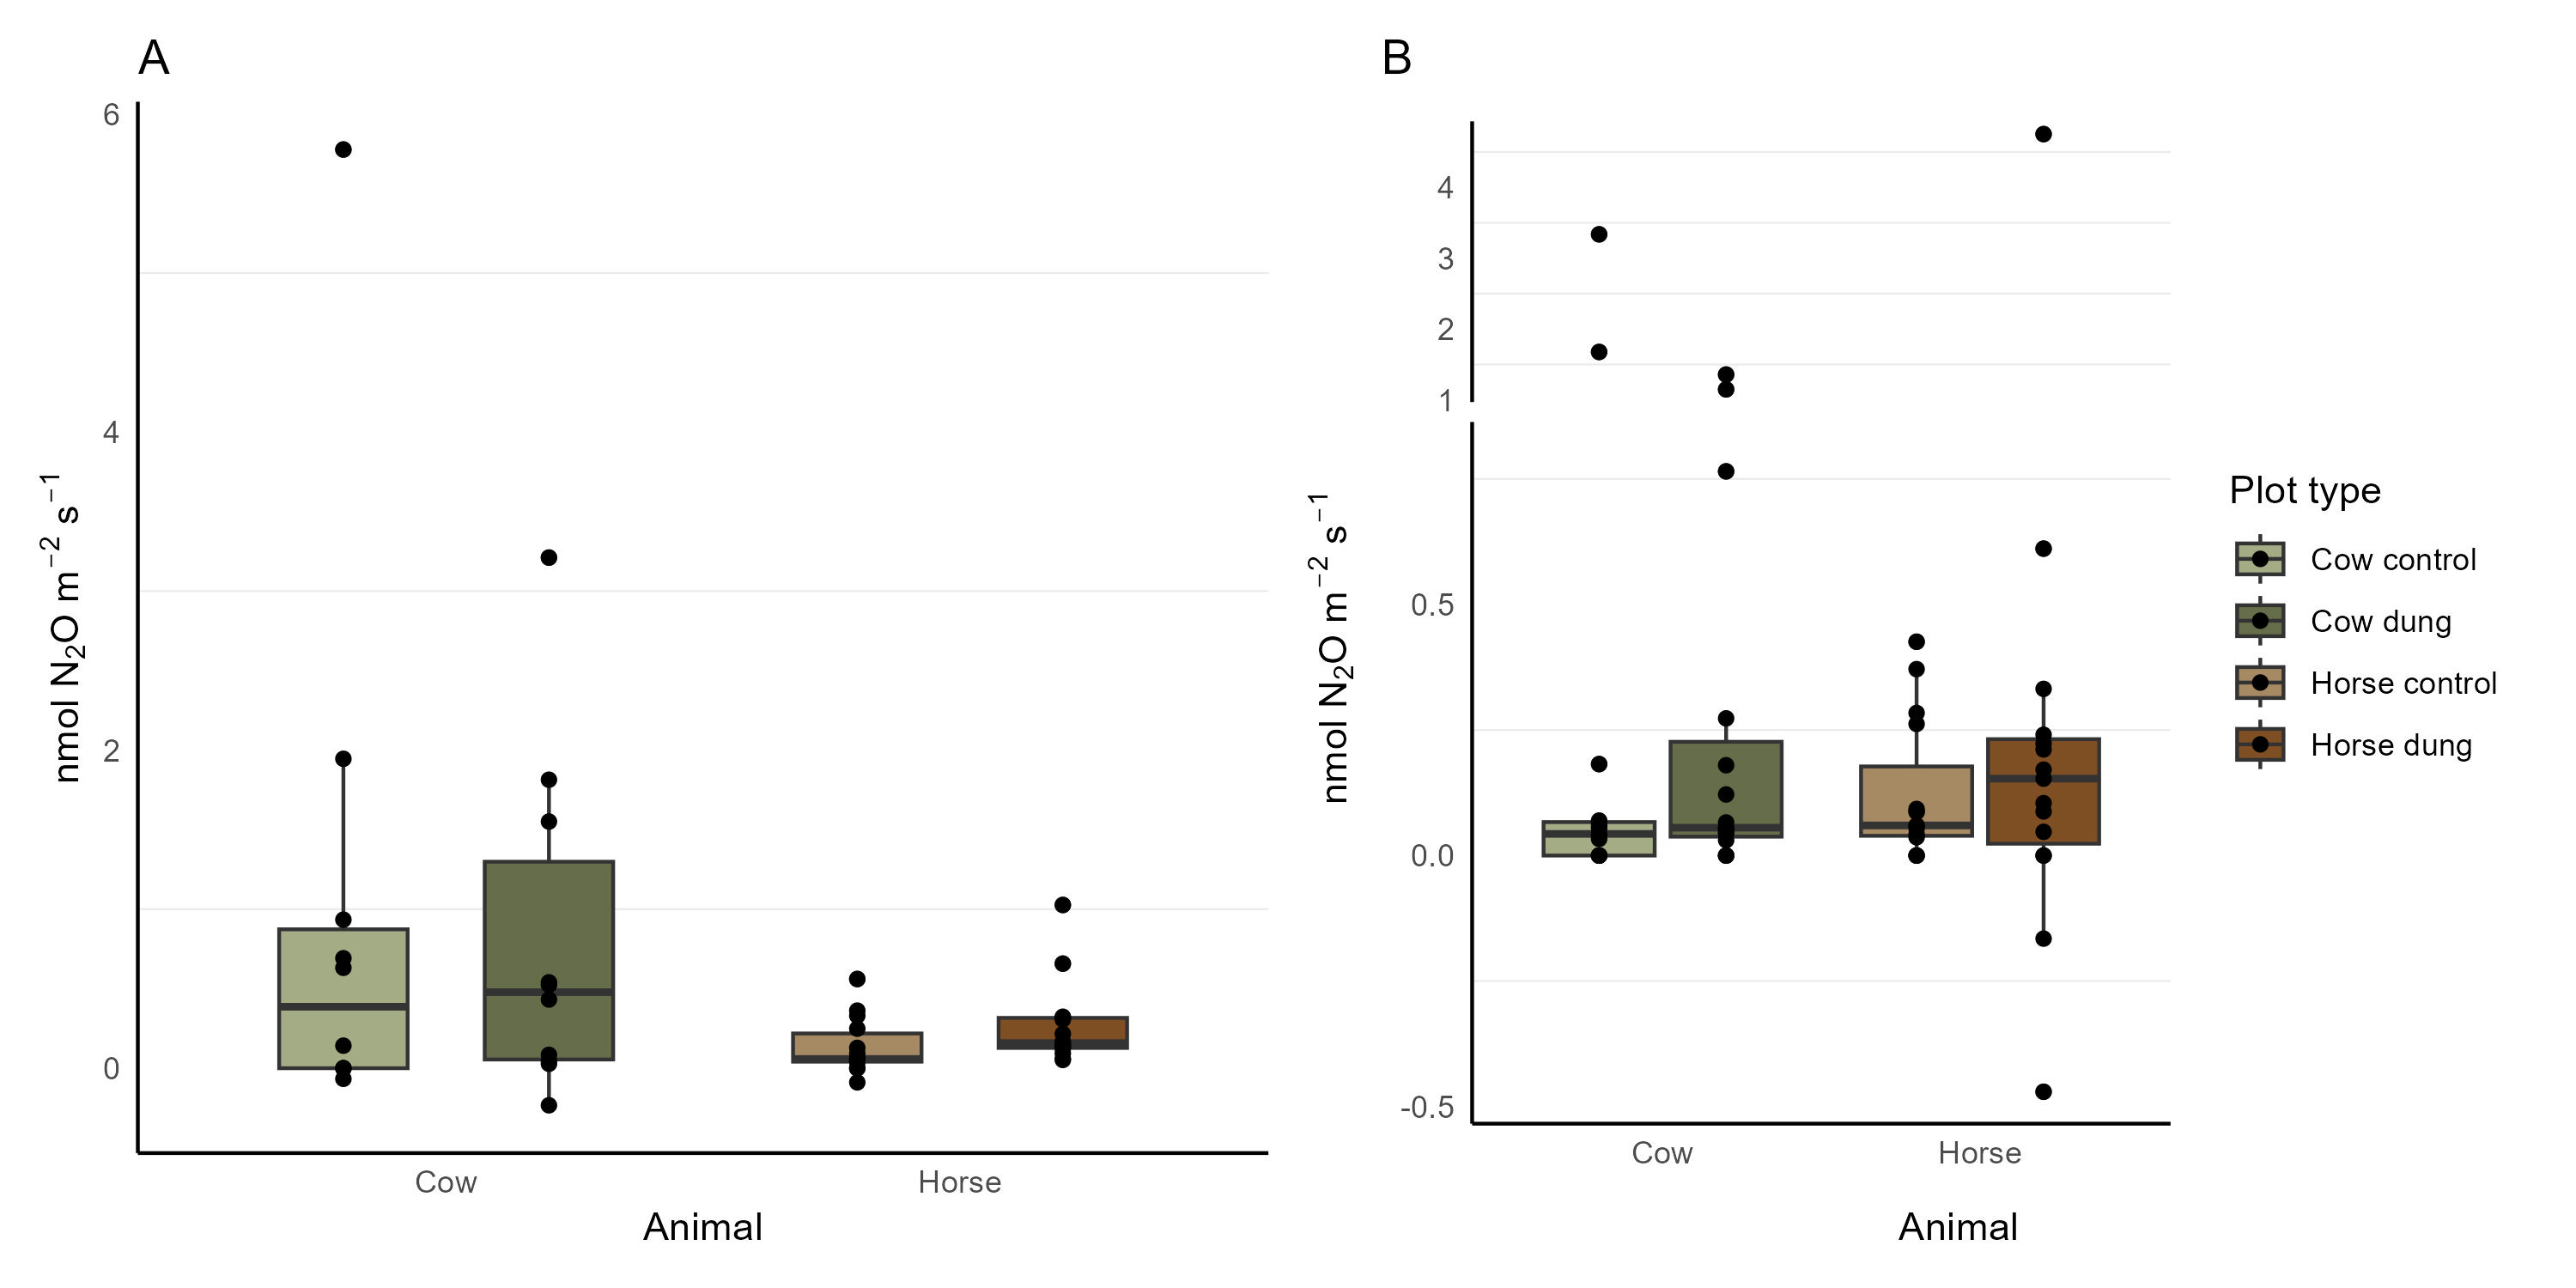 A
6
4
2
0
nmol N₂O m⁻² s⁻¹
Cow
Horse
Animal
B
4
3
2
1
0.5
0.0
-0.5
nmol N₂O m⁻² s⁻¹
Cow
Horse
Animal
Plot type
Cow control
Cow dung
Horse control
Horse dung